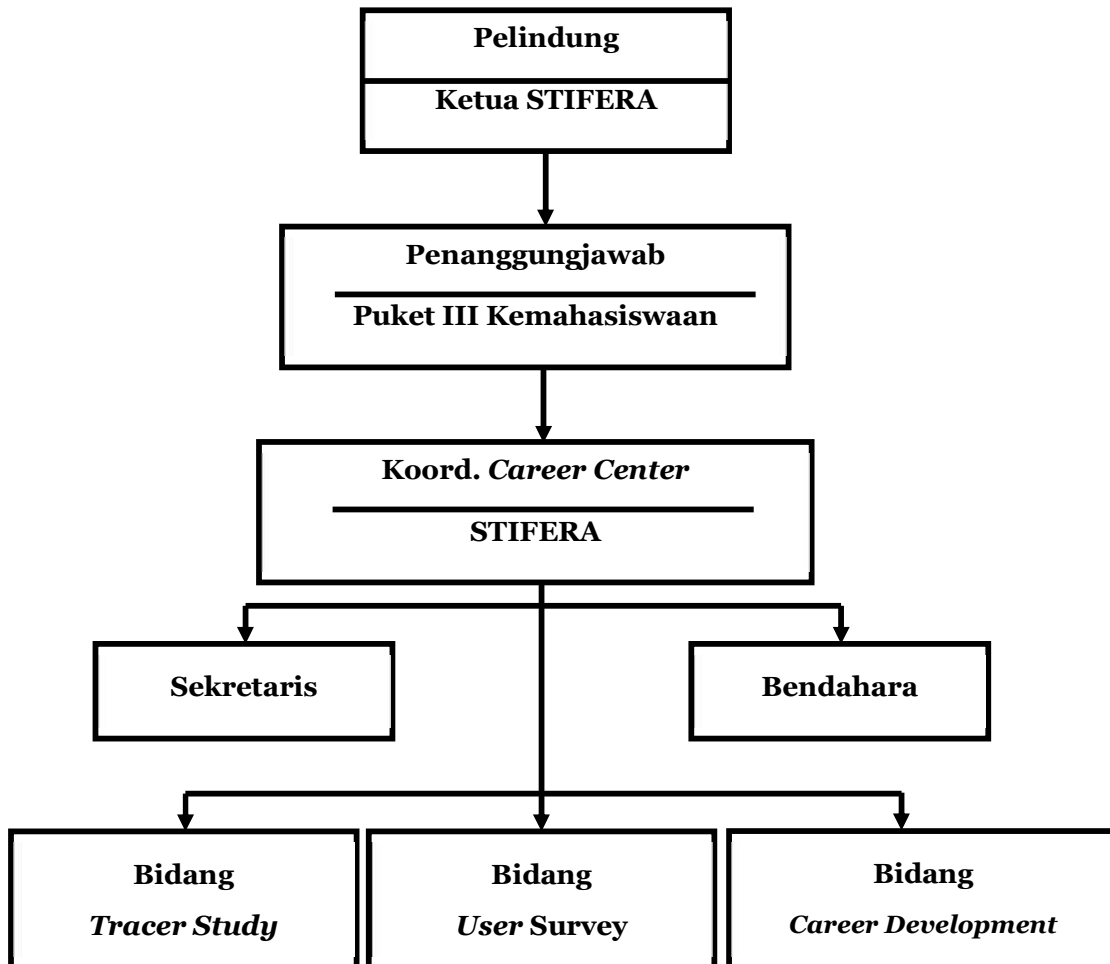 Pelindung
Ketua STIFERA
Penanggungjawab
Puket III Kemahasiswaan
Koord. Career Center
STIFERA
Sekretaris
Bendahara
Bidang
Tracer Study
Bidang
User Survey
Bidang
Career Development